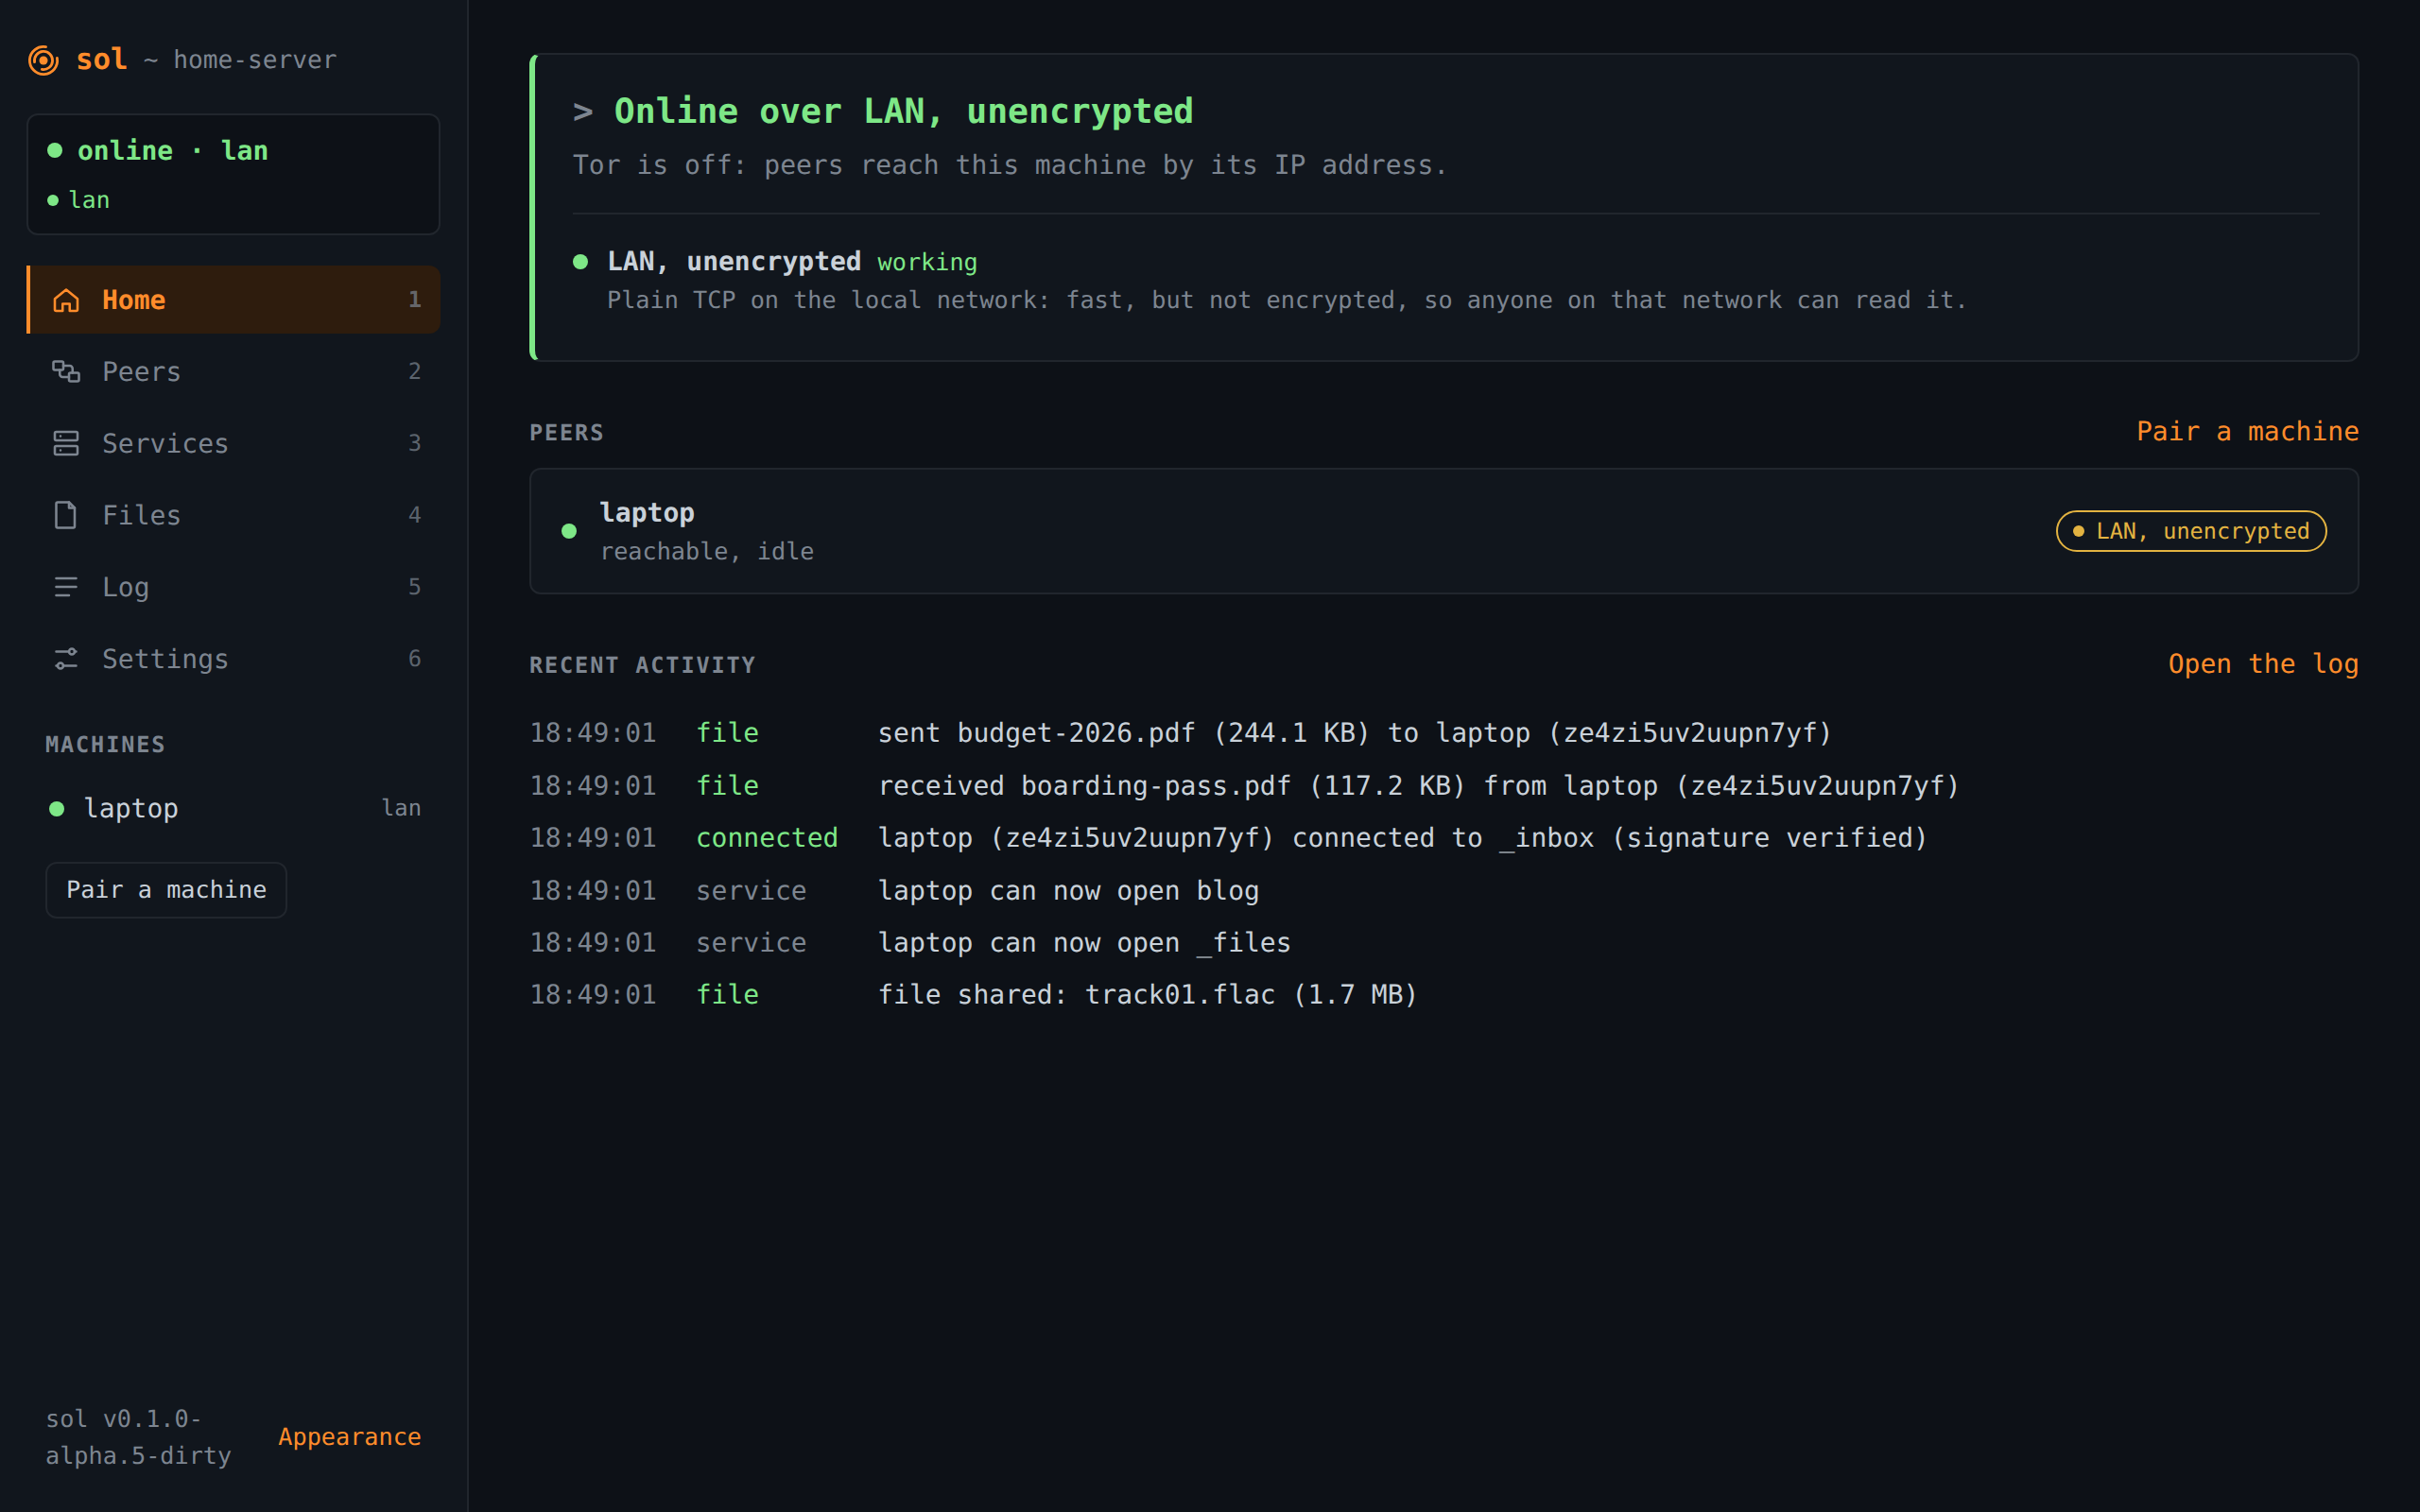 sol ~ home-server
online · lan
lan
Home 1
Peers 2
Services 3
Files 4
Log 5
Settings 6
MACHINES
laptop lan
Pair a machine
sol v0.1.0-
alpha.5-dirty
Appearance
> Online over LAN, unencrypted
Tor is off: peers reach this machine by its IP address.
LAN, unencrypted working
Plain TCP on the local network: fast, but not encrypted, so anyone on that network can read it.
PEERS Pair a machine
laptop
reachable, idle
LAN, unencrypted
RECENT ACTIVITY Open the log
18:49:01 file sent budget-2026.pdf (244.1 KB) to laptop (ze4zi5uv2uupn7yf)
18:49:01 file received boarding-pass.pdf (117.2 KB) from laptop (ze4zi5uv2uupn7yf)
18:49:01 connected laptop (ze4zi5uv2uupn7yf) connected to _inbox (signature verified)
18:49:01 service laptop can now open blog
18:49:01 service laptop can now open _files
18:49:01 file file shared: track01.flac (1.7 MB)